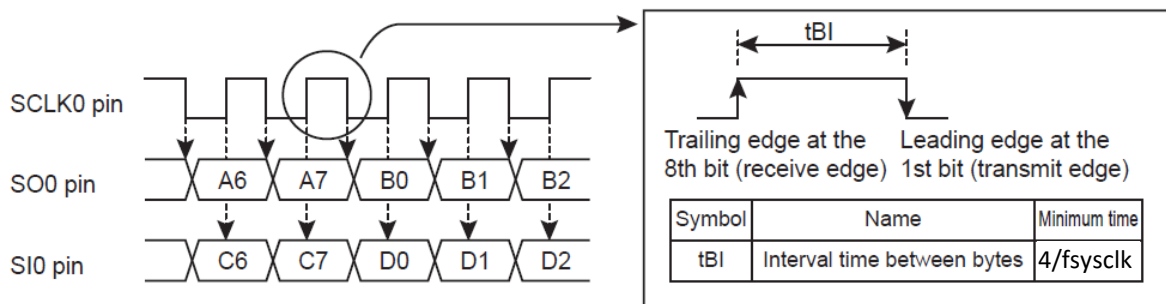 SCLK0 pin
SO0 pin
A6 A7 B0 B1 B2
SI0 pin
C6 C7 D0 D1 D2
tBI
Trailing edge at the
8th bit (receive edge)
Leading edge at the
1st bit (transmit edge)
Symbol Name Minimum time
tBI Interval time between bytes 4/fsysclk